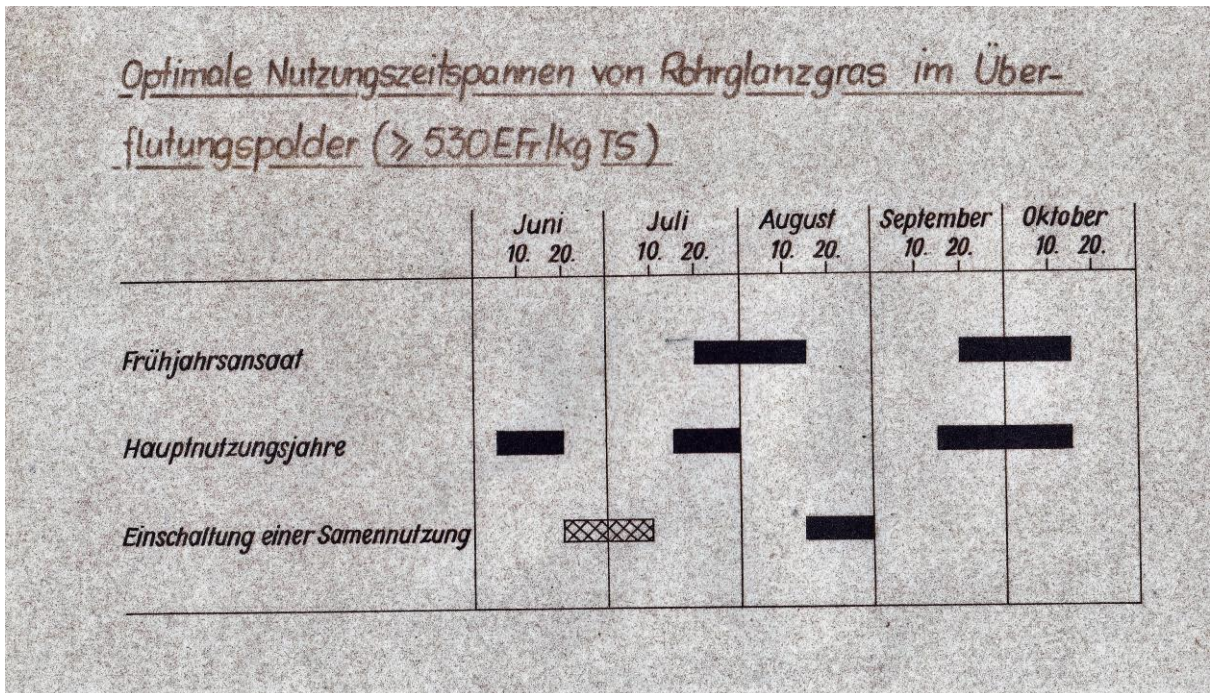 Optimale Nutzungszeitspannen von Rohrglanzgras im Über-
flutungspolder (≥ 530 EFr/kg TS)
Juni Juli August September Oktober
10. 20. 10. 20. 10. 20. 10. 20. 10. 20.
Frühjahrsansaat
Hauptnutzungsjahre
Einschaltung einer Samennutzung